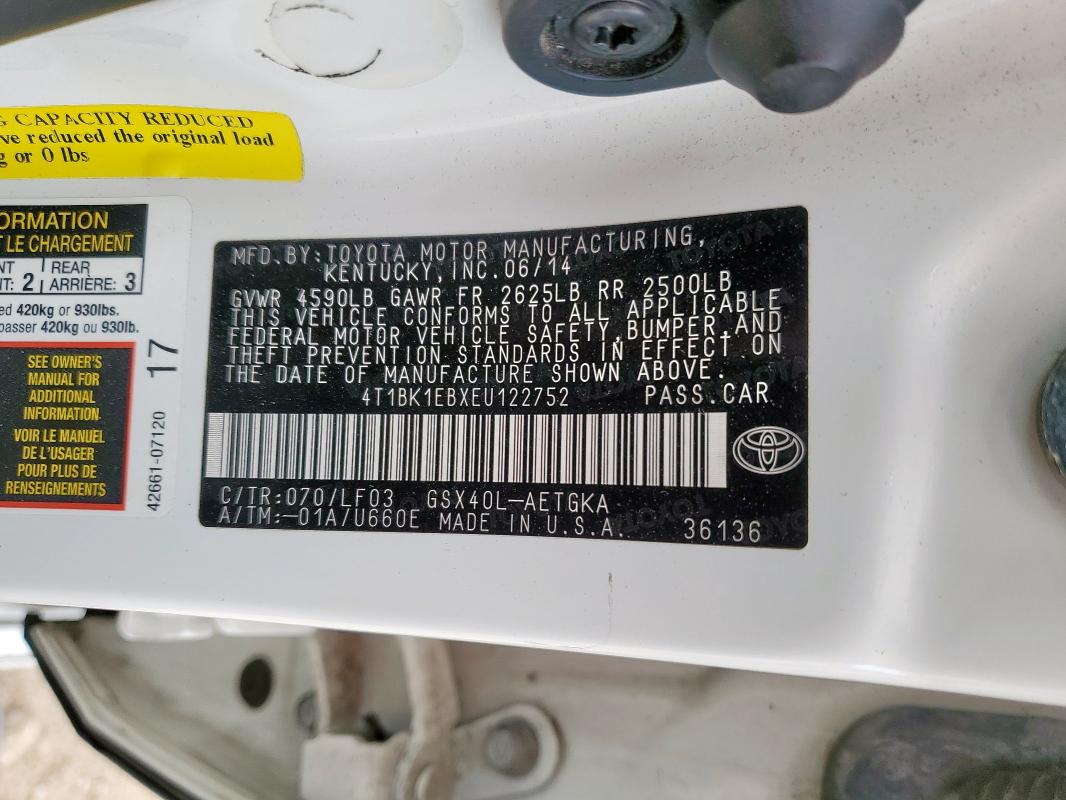 G CAPACITY REDUCED
ve reduced the original load
g or 0 lbs
ORMATION
T LE CHARGEMENT
NT 2 REAR 3
T: ARRIÈRE:
ed 420kg or 930lbs.
passer 420kg ou 930lb.
SEE OWNER'S
MANUAL FOR
ADDITIONAL
INFORMATION.
VOIR LE MANUEL
DE L'USAGER
POUR PLUS DE
RENSEIGNEMENTS
42661-07120 17
MFD.BY:TOYOTA MOTOR MANUFACTURING,
KENTUCKY,INC.06/14
GVWR 4590LB GAWR FR 2625LB RR 2500LB
THIS VEHICLE CONFORMS TO ALL APPLICABLE
FEDERAL MOTOR VEHICLE SAFETY,BUMPER,AND
THEFT PREVENTION STANDARDS IN EFFECT ON
THE DATE OF MANUFACTURE SHOWN ABOVE.
4T1BK1EBXEU122752 PASS.CAR
C/TR:070/LF03 GSX40L-AETGKA
A/TM:-01A/U660E MADE IN U.S.A. 36136